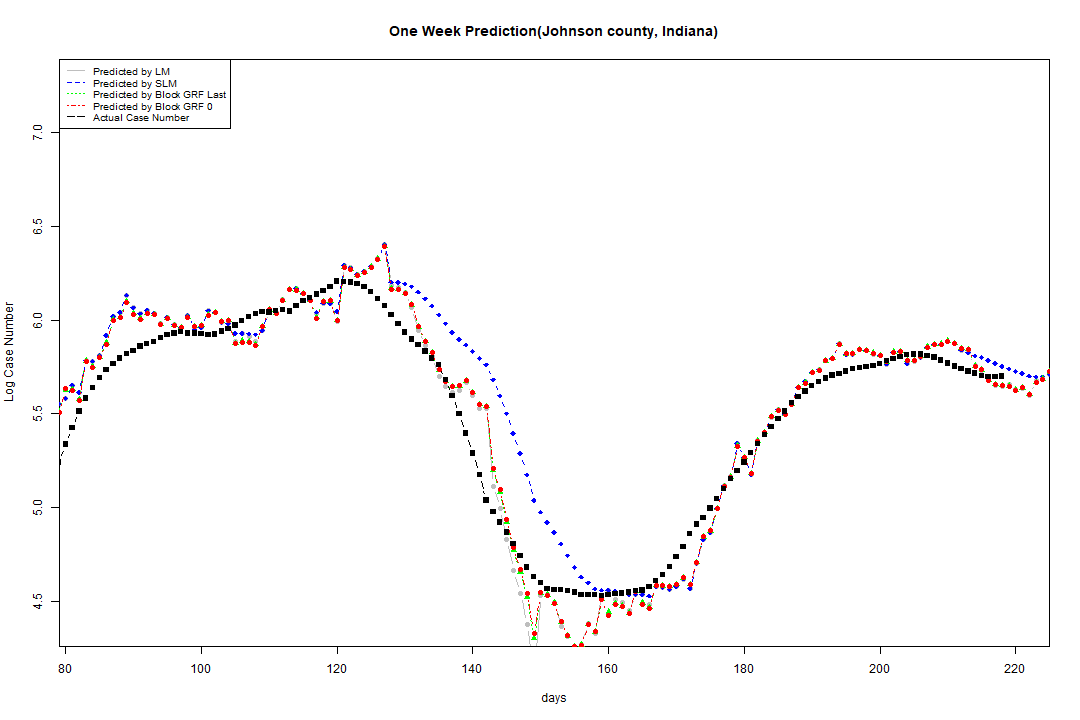 One Week Prediction(Johnson county, Indiana)
Predicted by LM
Predicted by SLM
Predicted by Block GRF Last
Predicted by Block GRF 0
Actual Case Number
Log Case Number
7.0
6.5
6.0
5.5
5.0
4.5
80 100 120 140 160 180 200 220
days